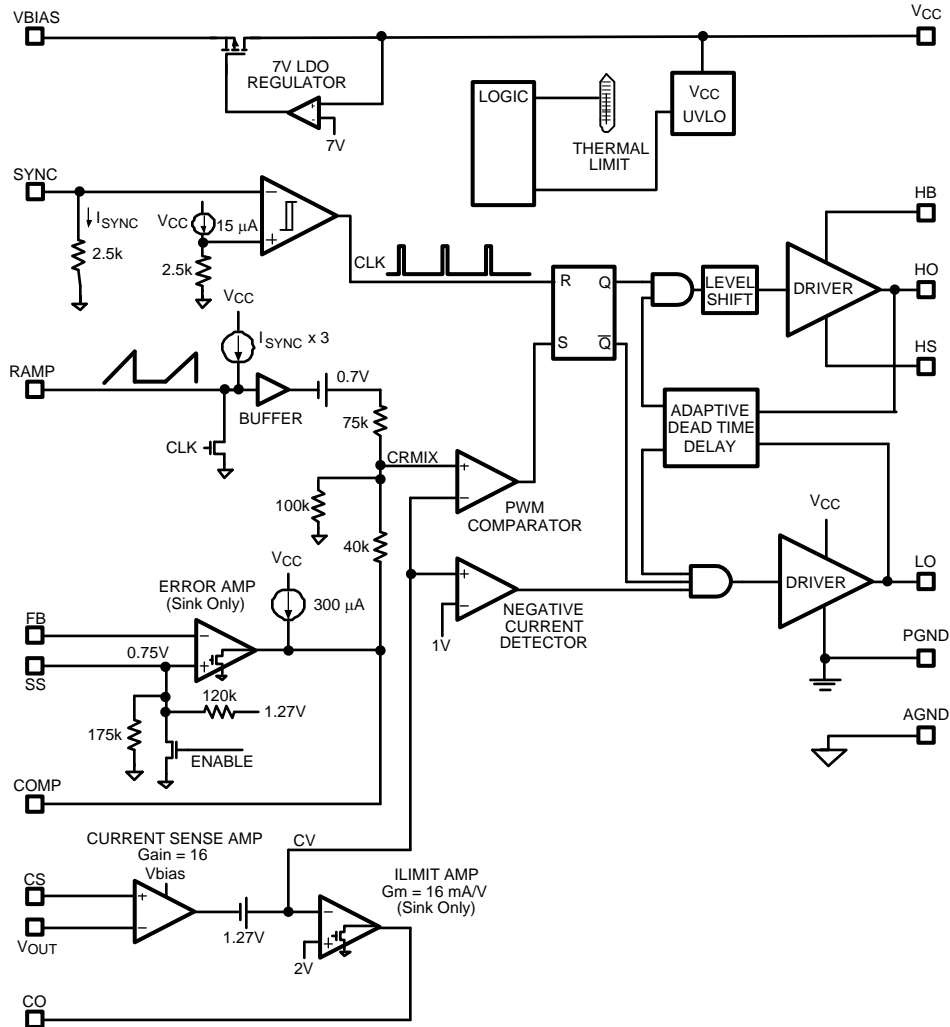 VBIAS
VCC
7V LDO
REGULATOR
+
-
7V
LOGIC
THERMAL
LIMIT
VCC
UVLO
SYNC
ISYNC
2.5k
VCC
15 µA
2.5k
−
+
CLK
R
Q
S
Q̅
LEVEL
SHIFT
DRIVER
HB
HO
HS
VCC
ISYNC x 3
RAMP
BUFFER
0.7V
75k
CLK
CRMIX
100k
40k
+
−
PWM
COMPARATOR
ADAPTIVE
DEAD TIME
DELAY
VCC
DRIVER
LO
PGND
AGND
VCC
300 µA
ERROR AMP
(Sink Only)
+
−
1V
NEGATIVE
CURRENT
DETECTOR
FB
SS
0.75V
−
+
120k
1.27V
175k
ENABLE
COMP
CURRENT SENSE AMP
Gain = 16
Vbias
CV
ILIMIT AMP
Gm = 16 mA/V
(Sink Only)
CS
VOUT
+
−
1.27V
−
+
2V
CO